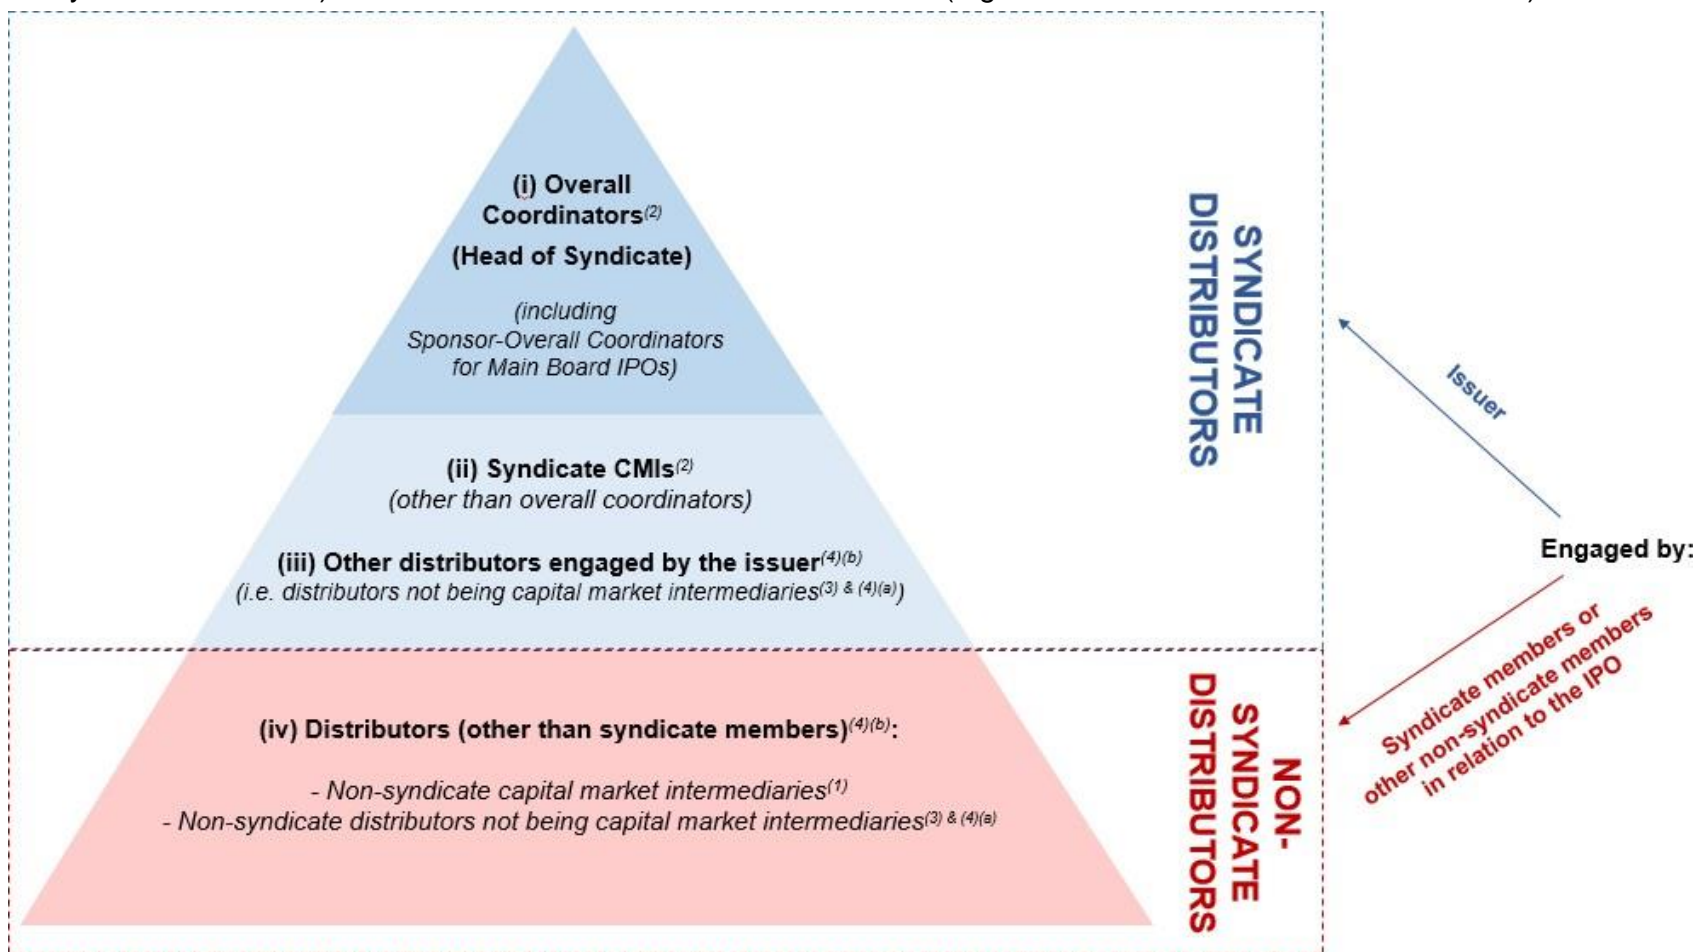 (i) Overall
Coordinators(2)
(Head of Syndicate)
(including
Sponsor-Overall Coordinators
for Main Board IPOs)
(ii) Syndicate CMIs(2)
(other than overall coordinators)
(iii) Other distributors engaged by the issuer(4)(b)
(i.e. distributors not being capital market intermediaries(3) & (4)(a))
(iv) Distributors (other than syndicate members)(4)(b):
- Non-syndicate capital market intermediaries(1)
- Non-syndicate distributors not being capital market intermediaries(3) & (4)(a)
SYNDICATE
DISTRIBUTORS
NON-
SYNDICATE
DISTRIBUTORS
Issuer
Engaged by:
Syndicate members or
other non-syndicate members
in relation to the IPO